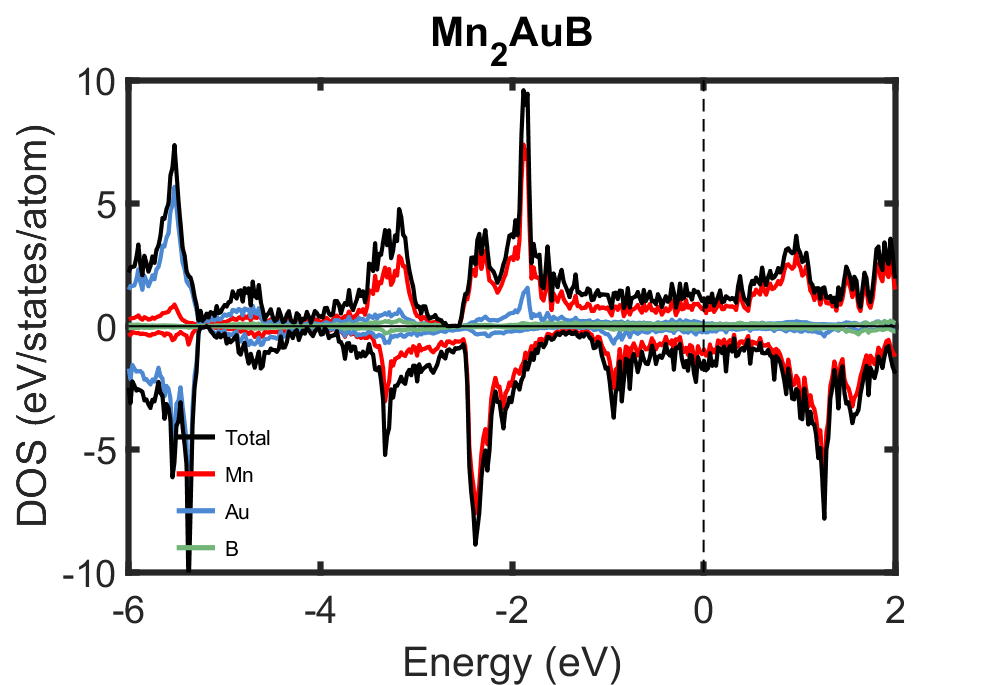 Mn₂AuB
DOS (eV/states/atom)
10
5
0
-5
-10
Total
Mn
Au
B
-6
-4
-2
0
2
Energy (eV)